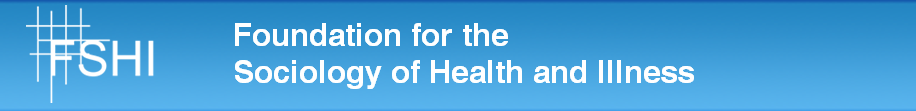 FSHI
Foundation for the
Sociology of Health and Illness